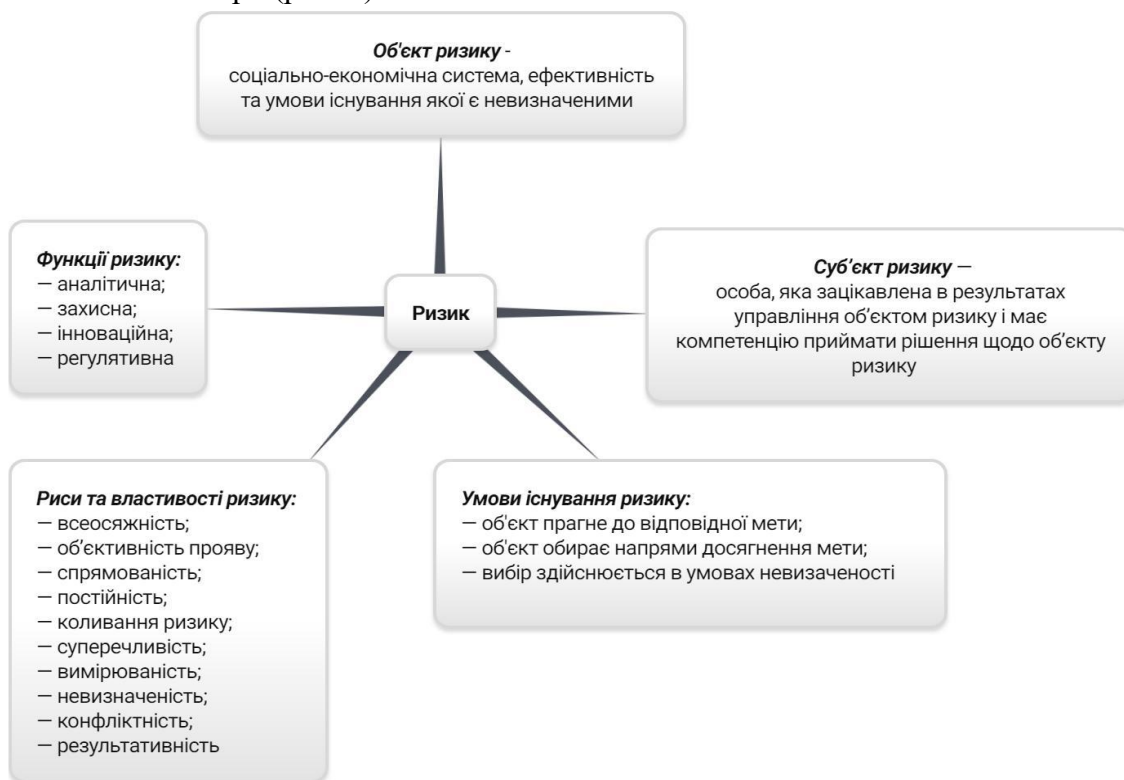 Об'єкт ризику -
соціально-економічна система, ефективність
та умови існування якої є невизначеними
Функції ризику:
— аналітична;
— захисна;
— інноваційна;
— регулятивна
Ризик
Суб’єкт ризику —
особа, яка зацікавлена в результатах
управління об’єктом ризику і має
компетенцію приймати рішення щодо об’єкту
ризику
Риси та властивості ризику:
— всеосяжність;
— об’єктивність прояву;
— спрямованість;
— постійність;
— коливання ризику;
— суперечливість;
— вимірюваність;
— невизначеність;
— конфліктність;
— результативність
Умови існування ризику:
— об'єкт прагне до відповідної мети;
— об'єкт обирає напрями досягнення мети;
— вибір здійснюється в умовах невизаченості